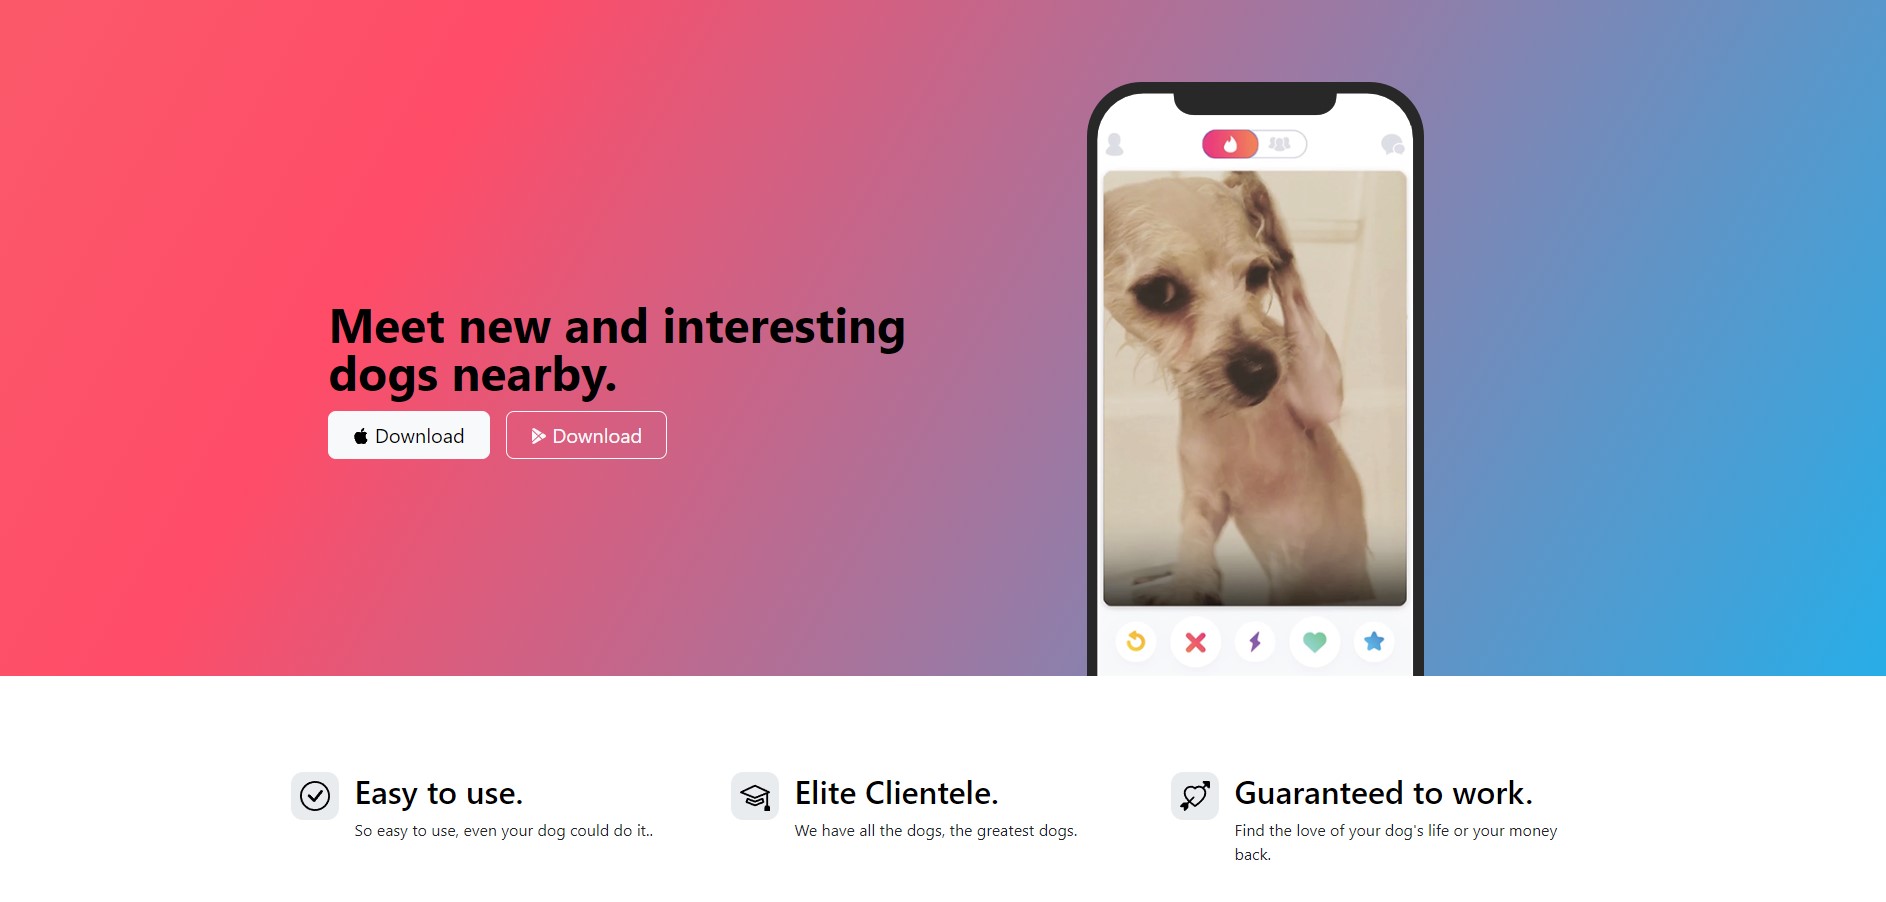 Meet new and interesting
dogs nearby.
Download
Download
Easy to use.
So easy to use, even your dog could do it..
Elite Clientele.
We have all the dogs, the greatest dogs.
Guaranteed to work.
Find the love of your dog's life or your money
back.